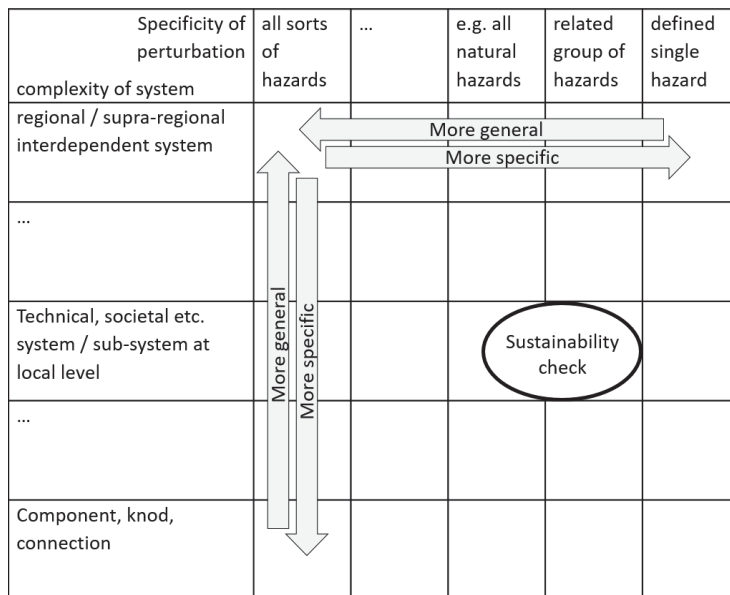 Specificity of
perturbation
complexity of system
all sorts
of
hazards
...
e.g. all
natural
hazards
related
group of
hazards
defined
single
hazard
regional / supra-regional
interdependent system
More general
More specific
...
Technical, societal etc.
system / sub-system at
local level
More general
More specific
Sustainability
check
...
Component, knod,
connection